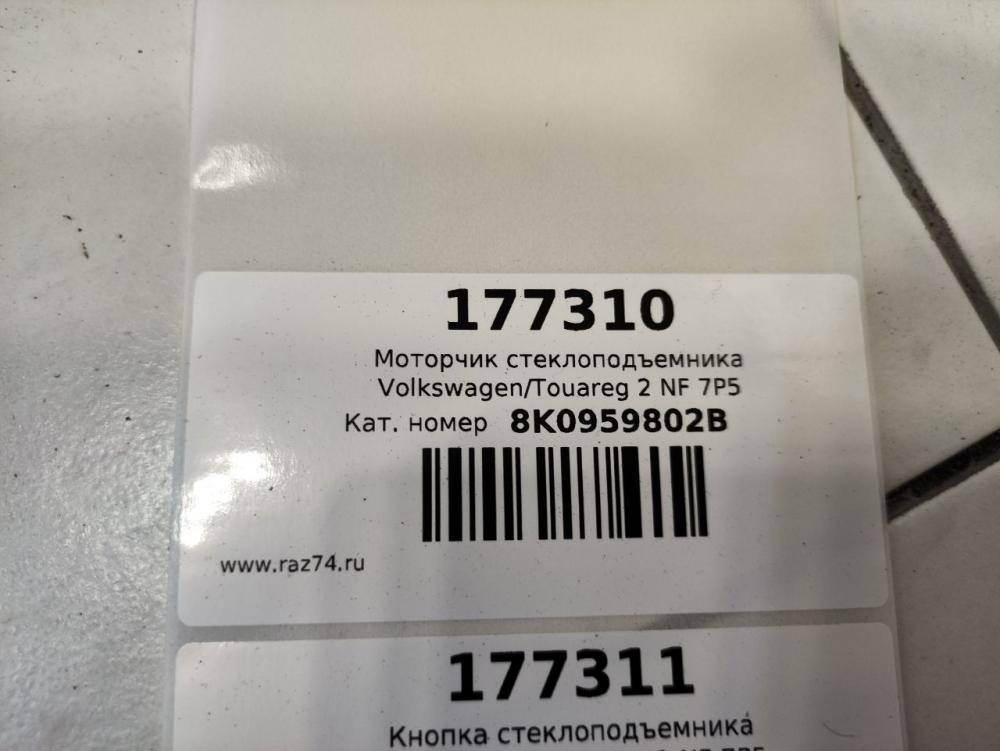 177310
Моторчик стеклоподъемника
Volkswagen/Touareg 2 NF 7P5
Кат. номер 8K0959802B
www.raz74.ru
177311
Кнопка стеклоподъемника